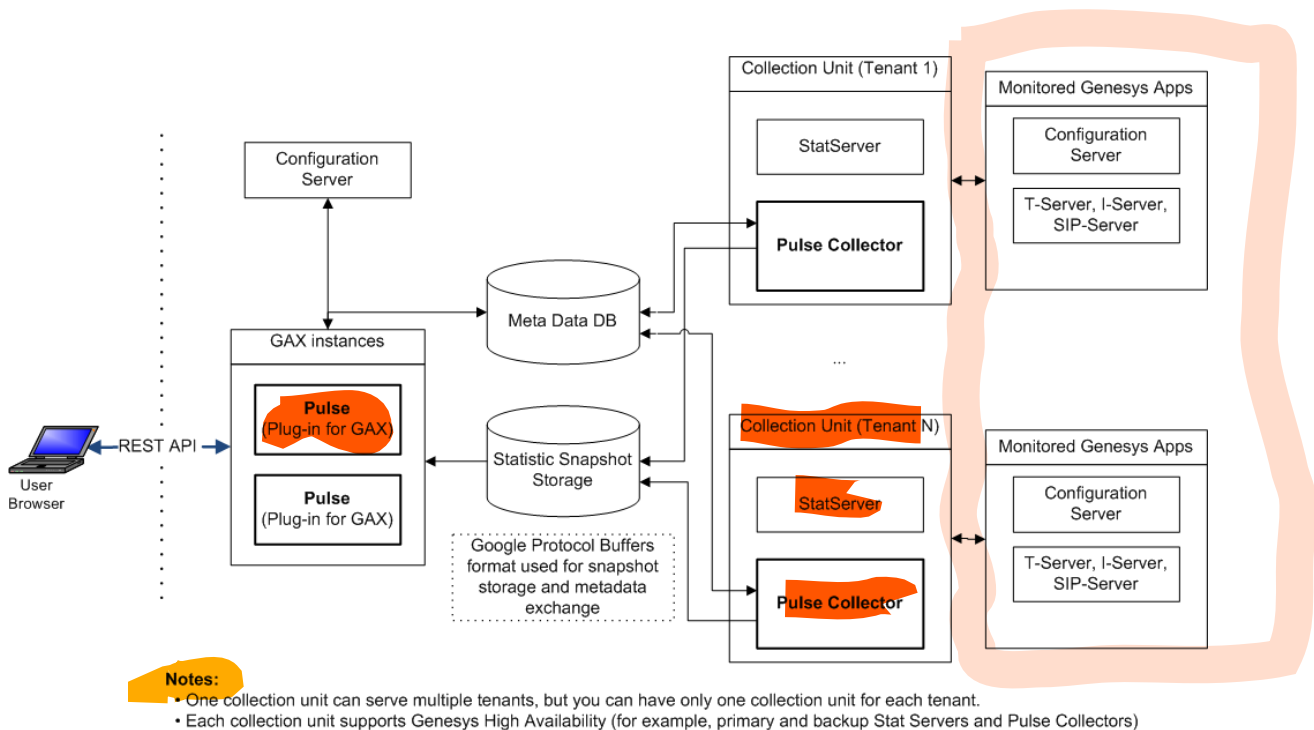 Collection Unit (Tenant 1)
StatServer
Pulse Collector
Monitored Genesys Apps
Configuration
Server
T-Server, I-Server,
SIP-Server
Configuration
Server
Meta Data DB
GAX instances
Pulse
(Plug-in for GAX)
Pulse
(Plug-in for GAX)
REST API
User
Browser
Statistic Snapshot
Storage
Google Protocol Buffers
format used for snapshot
storage and metadata
exchange
...
Collection Unit (Tenant N)
StatServer
Pulse Collector
Monitored Genesys Apps
Configuration
Server
T-Server, I-Server,
SIP-Server
Notes:
• One collection unit can serve multiple tenants, but you can have only one collection unit for each tenant.
• Each collection unit supports Genesys High Availability (for example, primary and backup Stat Servers and Pulse Collectors)